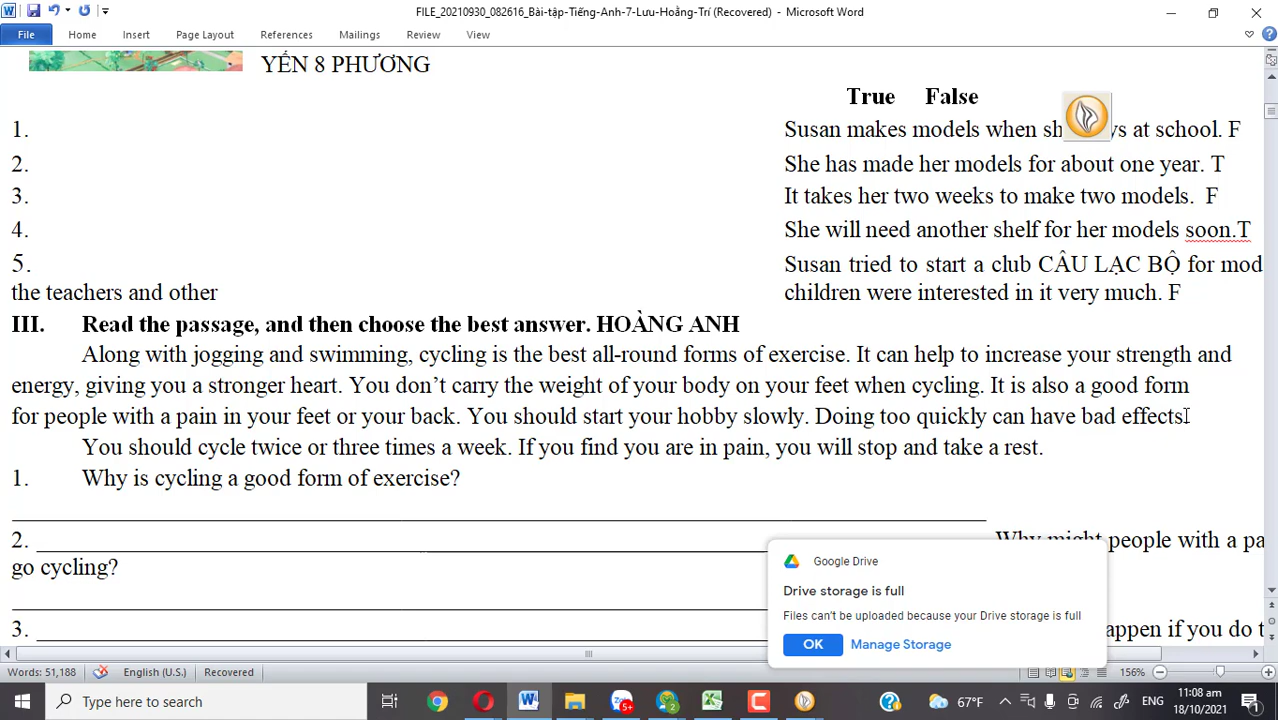 FILE_20210930_082616_Bài-tập-Tiếng-Anh-7-Lưu-Hoằng-Trí (Recovered) - Microsoft Word
File Home Insert Page Layout References Mailings Review View
YẾN 8 PHƯƠNG
True False
1. Susan makes models when at school. F
2. She has made her models for about one year. T
3. It takes her two weeks to make two models. F
4. She will need another shelf for her models soon.T
5. Susan tried to start a club CÂU LẠC BỘ for mod
the teachers and other children were interested in it very much. F
III. Read the passage, and then choose the best answer. HOÀNG ANH
Along with jogging and swimming, cycling is the best all-round forms of exercise. It can help to increase your strength and
energy, giving you a stronger heart. You don’t carry the weight of your body on your feet when cycling. It is also a good form
for people with a pain in your feet or your back. You should start your hobby slowly. Doing too quickly can have bad effects.
You should cycle twice or three times a week. If you find you are in pain, you will stop and take a rest.
1. Why is cycling a good form of exercise?
2. Why might people with a pa
go cycling?
3. appen if you do t
Google Drive
Drive storage is full
Files can’t be uploaded because your Drive storage is full
OK Manage Storage
Words: 51,188 English (U.S.) Recovered 156%
Type here to search 5+ 2 67°F ENG 11:08 am
18/10/2021 1